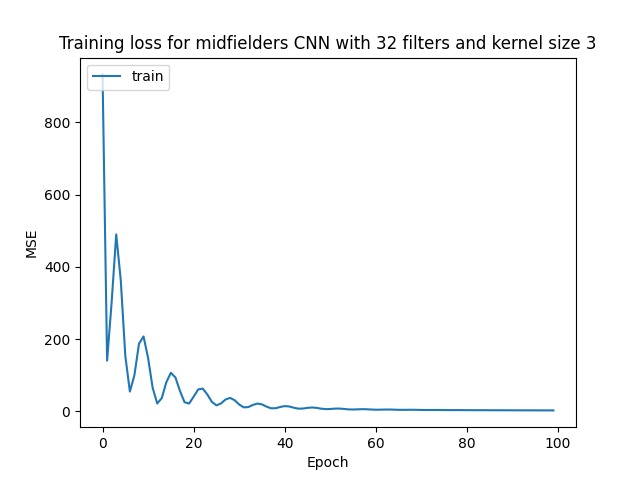 Training loss for midfielders CNN with 32 filters and kernel size 3
train
800
600
400
200
0
MSE
0 20 40 60 80 100
Epoch